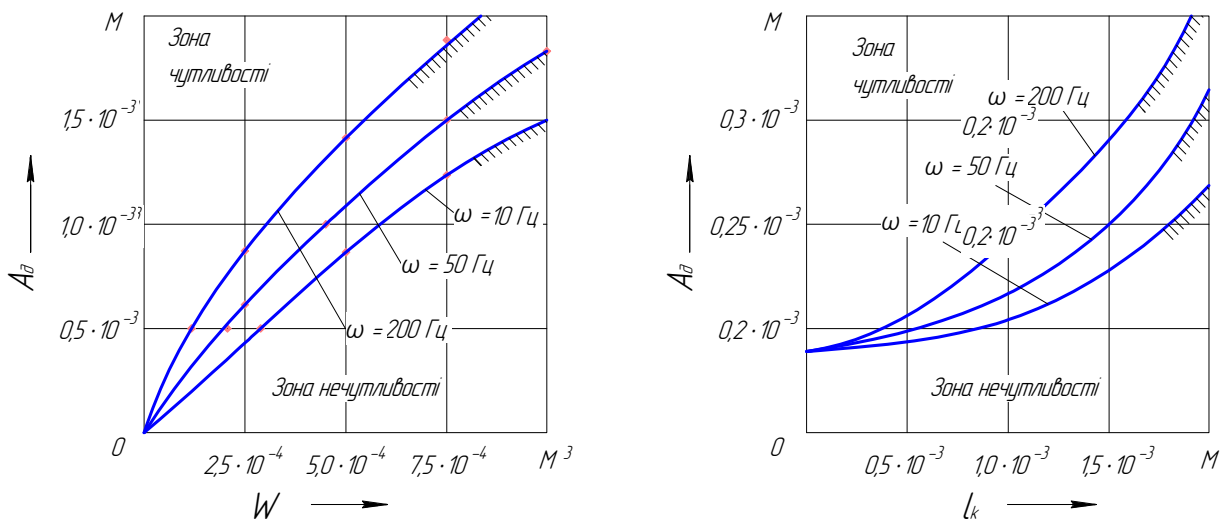 М
Зона
чутливості
1,5·10⁻³
1,0·10⁻³
0,5·10⁻³
Aд
ω = 10 Гц
ω = 50 Гц
ω = 200 Гц
Зона нечутливості
0
2,5·10⁻⁴
5,0·10⁻⁴
7,5·10⁻⁴
М³
W
М
Зона
чутливості
0,3·10⁻³
0,25·10⁻³
0,2·10⁻³
Aд
ω = 200 Гц
0,2·10⁻³
ω = 50 Гц
ω = 10 Гц
0,2·10⁻³
Зона нечутливості
0
0,5·10⁻³
1,0·10⁻³
1,5·10⁻³
М
lk